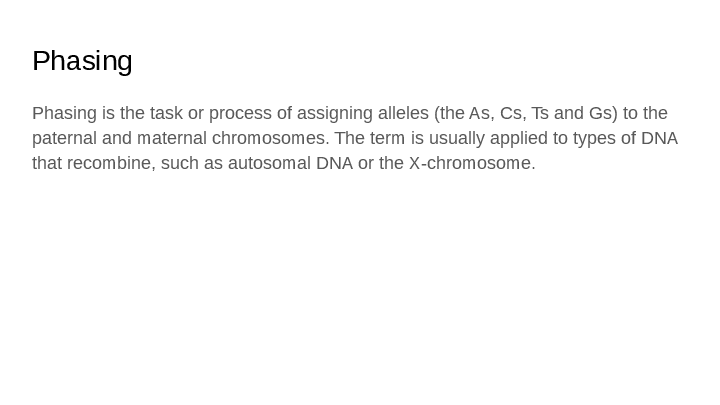 Phasing
Phasing is the task or process of assigning alleles (the As, Cs, Ts and Gs) to the
paternal and maternal chromosomes. The term is usually applied to types of DNA
that recombine, such as autosomal DNA or the X-chromosome.